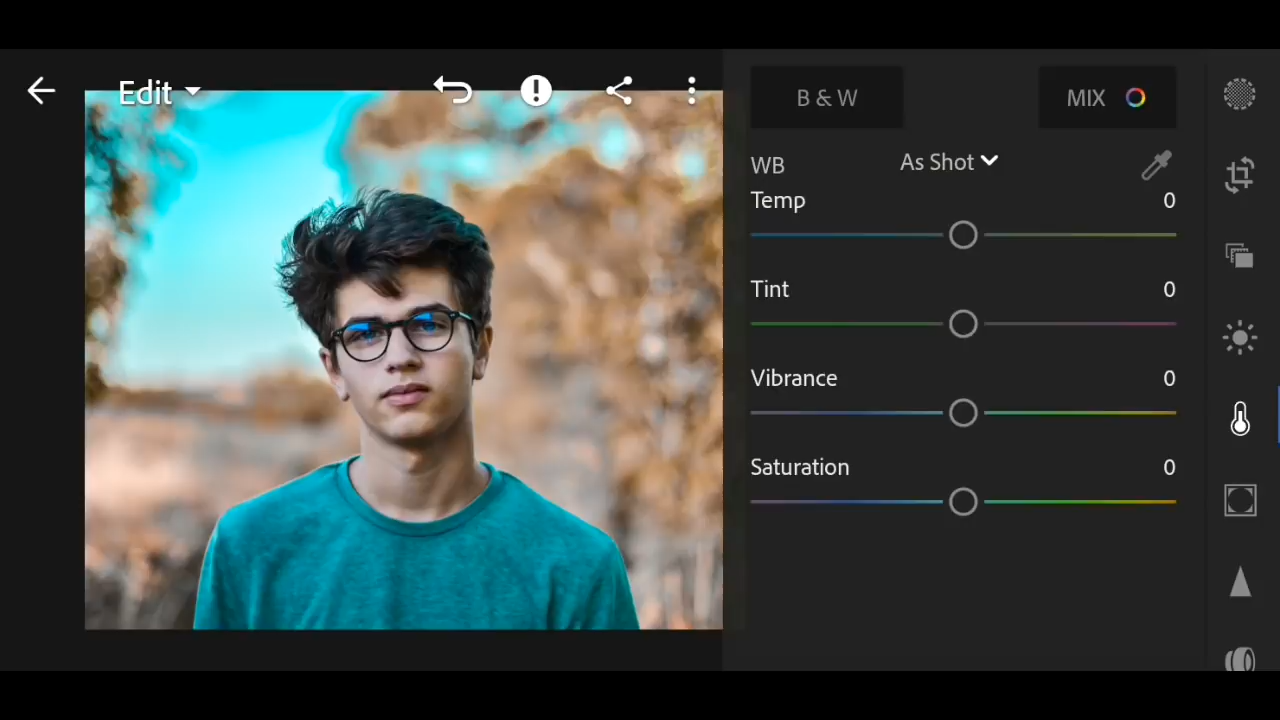 Edit
B & W
MIX
WB
As Shot
Temp
0
Tint
0
Vibrance
0
Saturation
0